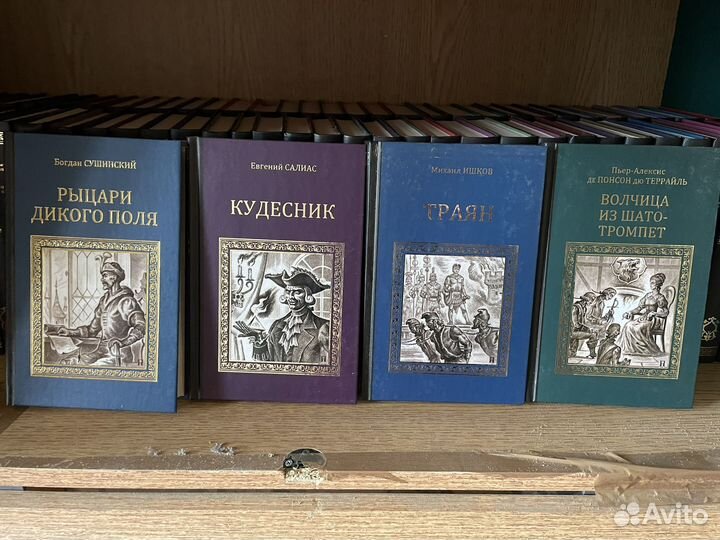 Богдан СУШИНСКИЙ
РЫЦАРИ
ДИКОГО ПОЛЯ
Евгений САЛИАС
КУДЕСНИК
Михаил ИШКОВ
ТРАЯН
Пьер-Алексис
ДЕ ПОНСОН ДЮ ТЕРРАЙЛЬ
ВОЛЧИЦА
ИЗ ШАТО-
ТРОМПЕТ
Avito